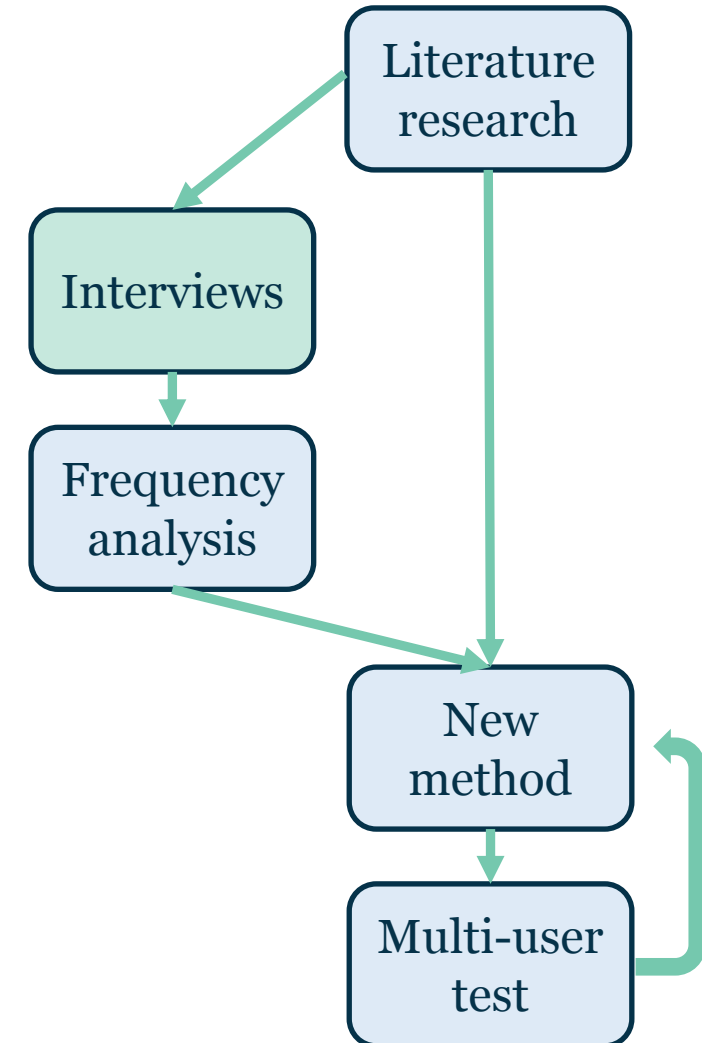 Literature
research
Interviews
Frequency
analysis
New
method
Multi-user
test